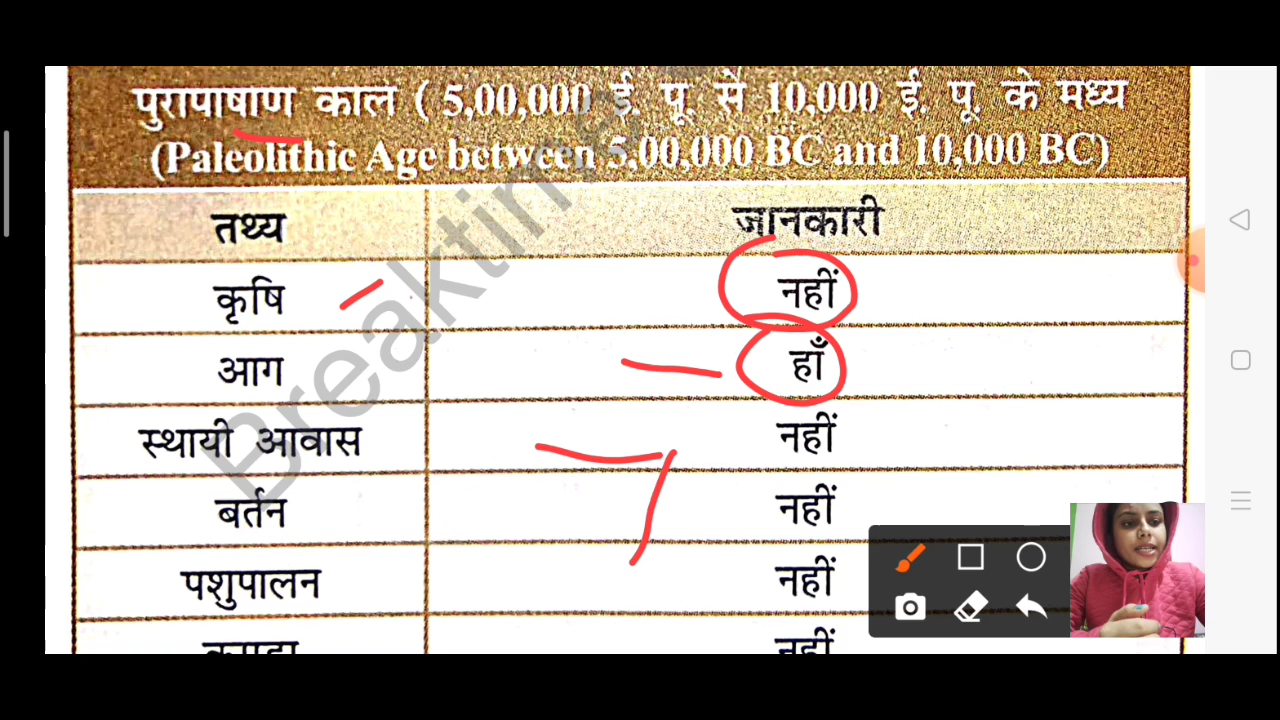 पुरापाषाण काल ( 5,00,000 ई. पू. से 10,000 ई. पू. के मध्य
(Paleolithic Age between 5,00,000 BC and 10,000 BC)
तथ्य जानकारी
कृषि नहीं
आग हाँ
स्थायी आवास नहीं
बर्तन नहीं
पशुपालन नहीं
नहीं
Breaktime